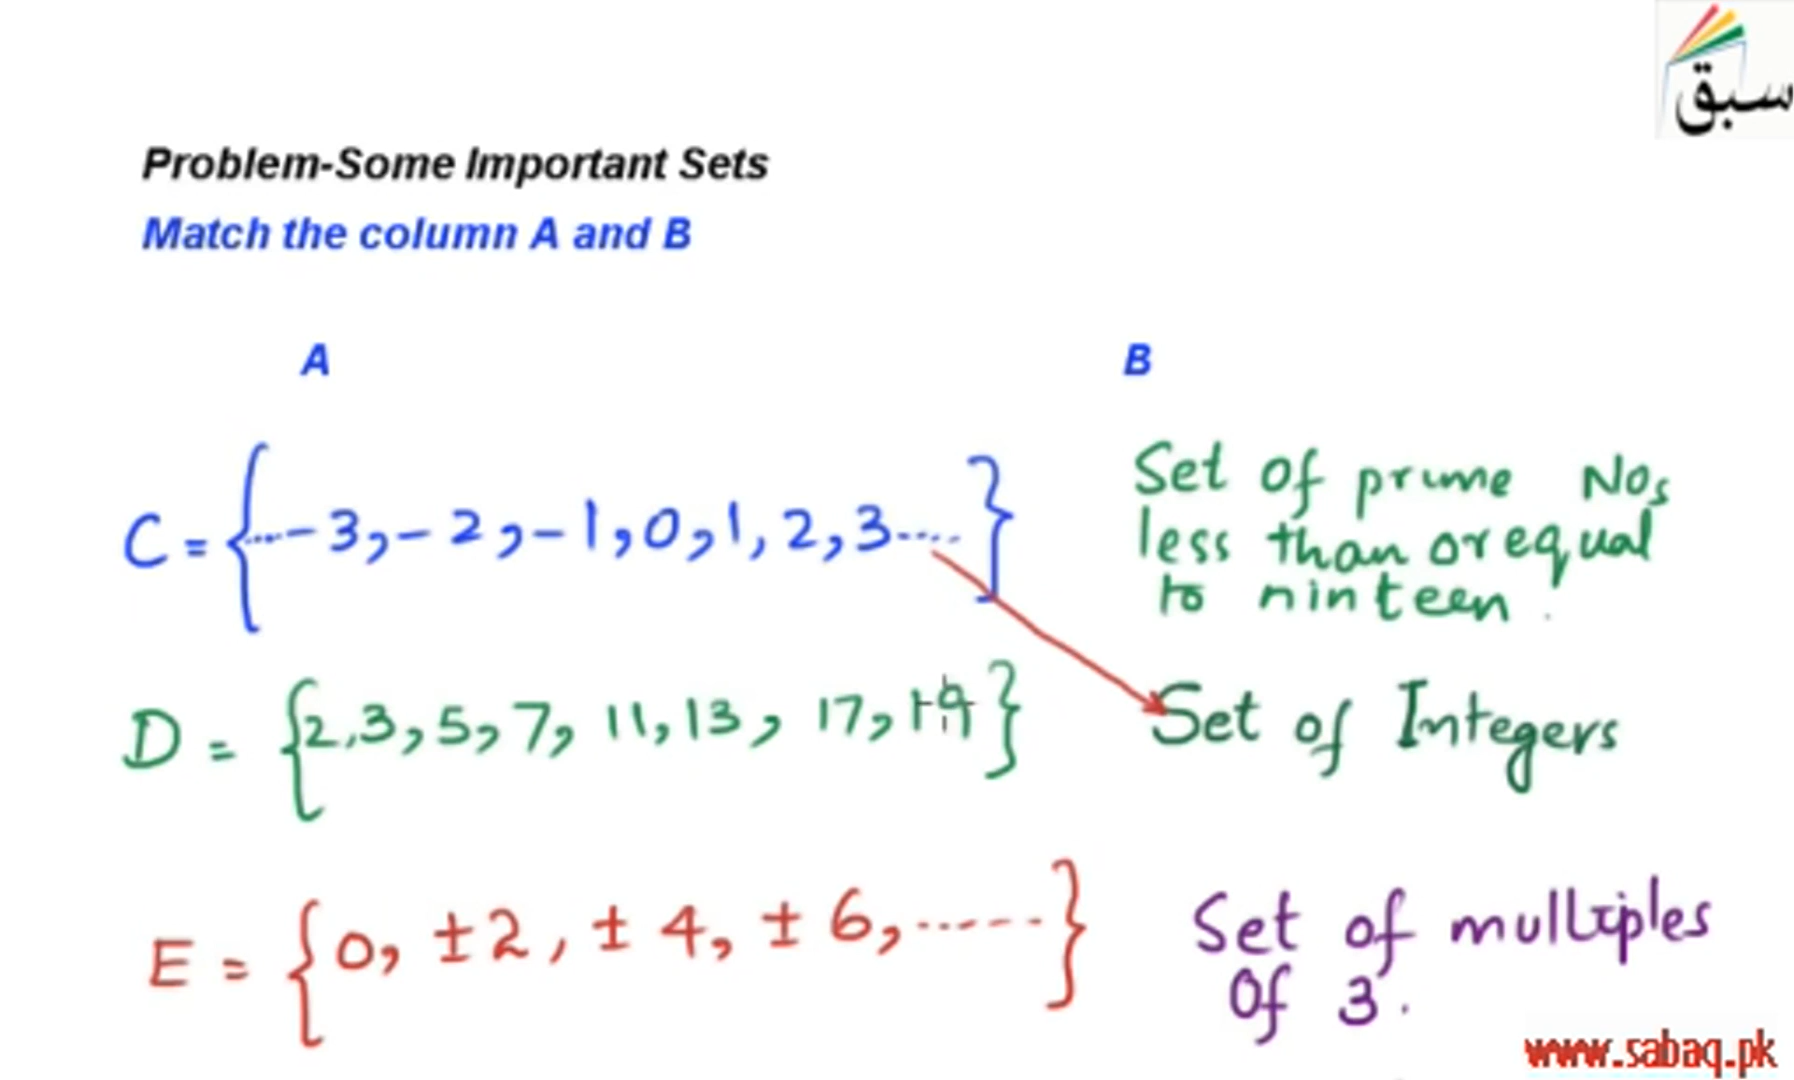 سبق
Problem-Some Important Sets
Match the column A and B
A B
C = {....-3,-2,-1,0,1,2,3....} Set of prime Nos
less than or equal
to ninteen.
D = {2,3,5,7,11,13,17,19} Set of Integers
E = {0, ±2, ±4, ±6,......} Set of multiples
Of 3.
www.sabaq.pk